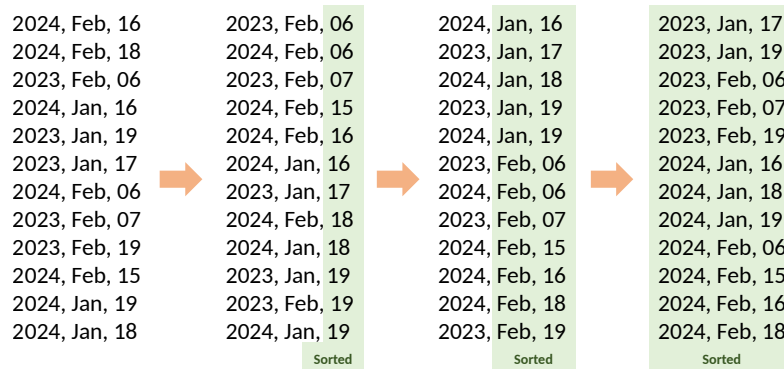 2024, Feb, 16
2024, Feb, 18
2023, Feb, 06
2024, Jan, 16
2023, Jan, 19
2023, Jan, 17
2024, Feb, 06
2023, Feb, 07
2023, Feb, 19
2024, Feb, 15
2024, Jan, 19
2024, Jan, 18
2023, Feb, 06
2024, Feb, 06
2023, Feb, 07
2024, Feb, 15
2024, Feb, 16
2024, Jan, 16
2023, Jan, 17
2024, Feb, 18
2024, Jan, 18
2023, Jan, 19
2023, Feb, 19
2024, Jan, 19
Sorted
2024, Jan, 16
2023, Jan, 17
2024, Jan, 18
2023, Jan, 19
2024, Jan, 19
2023, Feb, 06
2024, Feb, 06
2023, Feb, 07
2024, Feb, 15
2024, Feb, 16
2024, Feb, 18
2023, Feb, 19
Sorted
2023, Jan, 17
2023, Jan, 19
2023, Feb, 06
2023, Feb, 07
2023, Feb, 19
2024, Jan, 16
2024, Jan, 18
2024, Jan, 19
2024, Feb, 06
2024, Feb, 15
2024, Feb, 16
2024, Feb, 18
Sorted